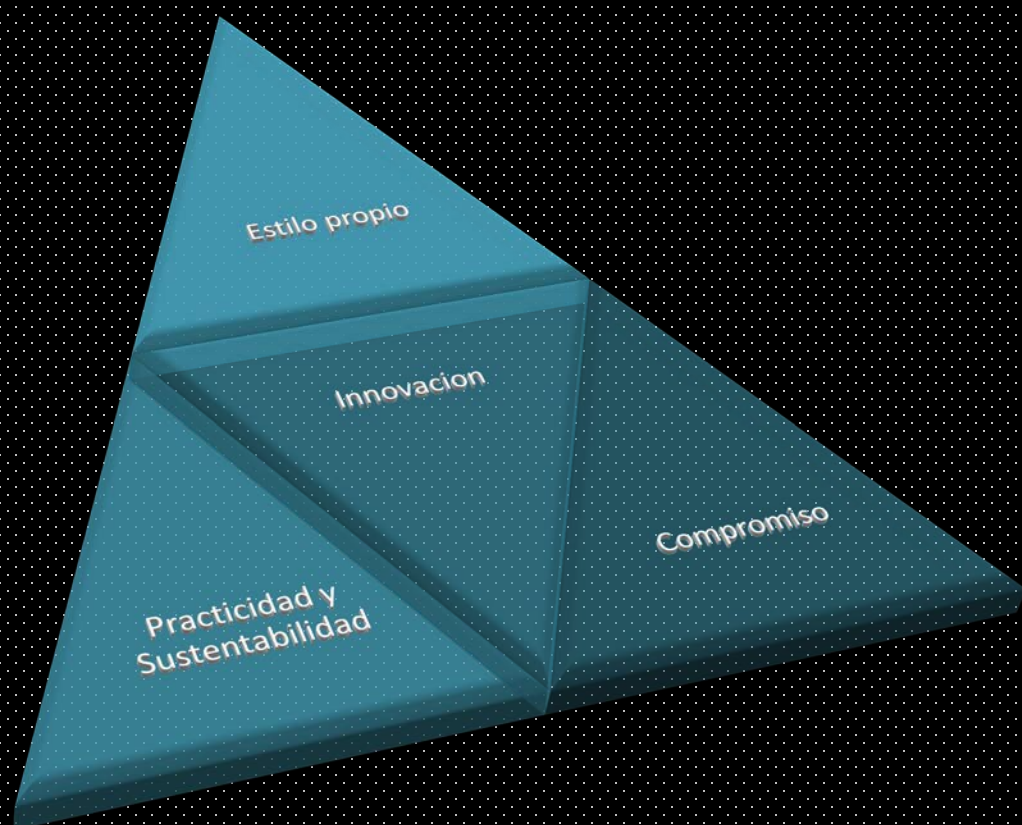 Estilo propio
Innovacion
Compromiso
Practicidad y
Sustentabilidad